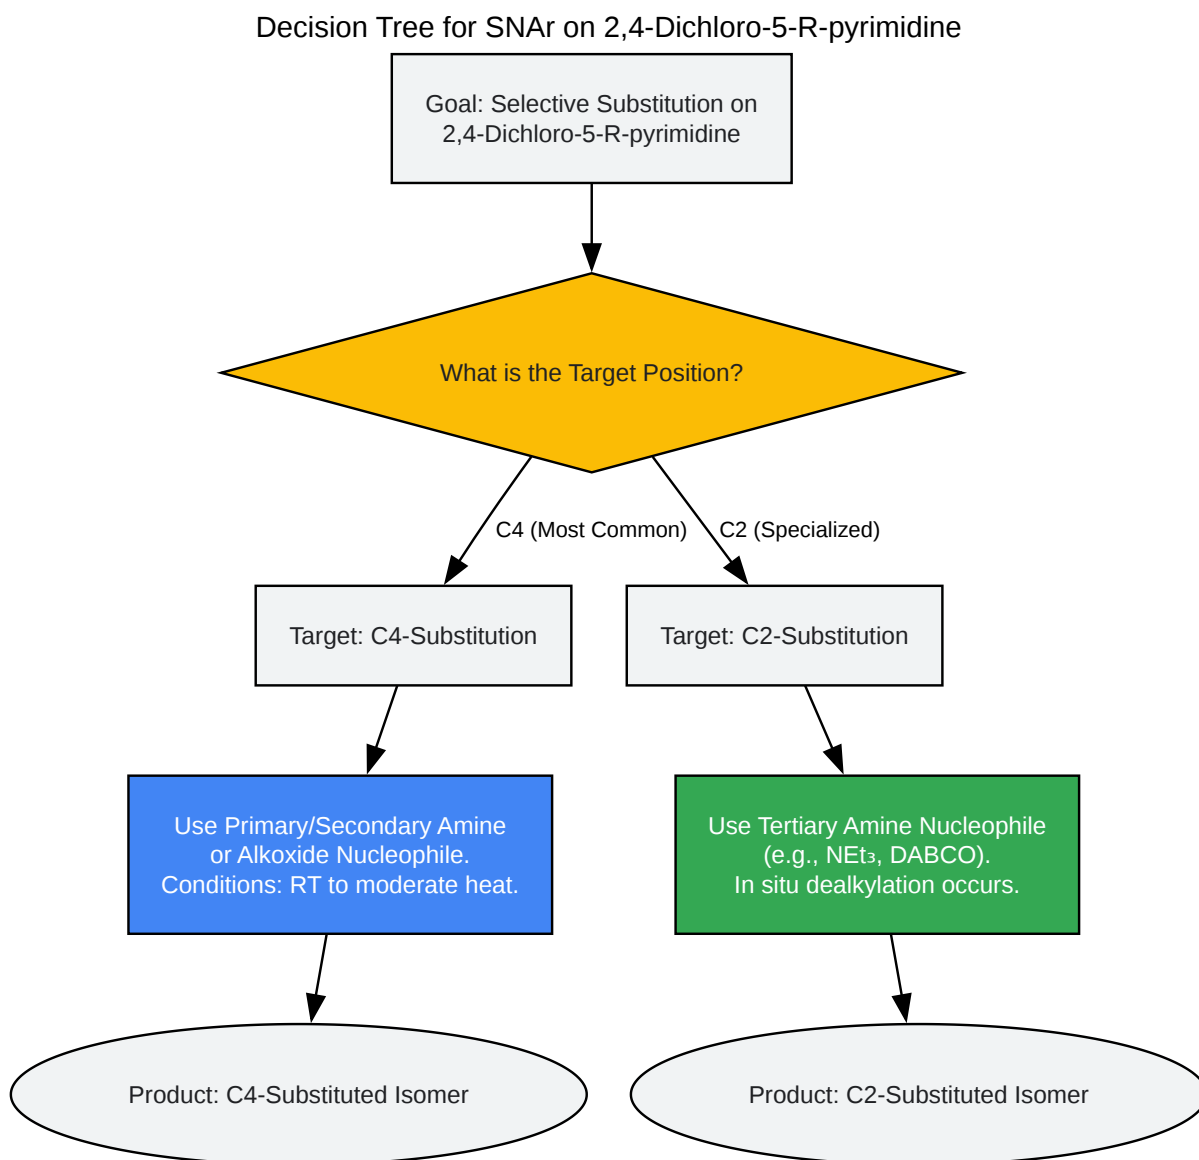 Decision Tree for SNAr on 2,4-Dichloro-5-R-pyrimidine
Goal: Selective Substitution on
2,4-Dichloro-5-R-pyrimidine
What is the Target Position?
C4 (Most Common)
C2 (Specialized)
Target: C4-Substitution
Target: C2-Substitution
Use Primary/Secondary Amine
or Alkoxide Nucleophile.
Conditions: RT to moderate heat.
Use Tertiary Amine Nucleophile
(e.g., NEt₃, DABCO).
In situ dealkylation occurs.
Product: C4-Substituted Isomer
Product: C2-Substituted Isomer